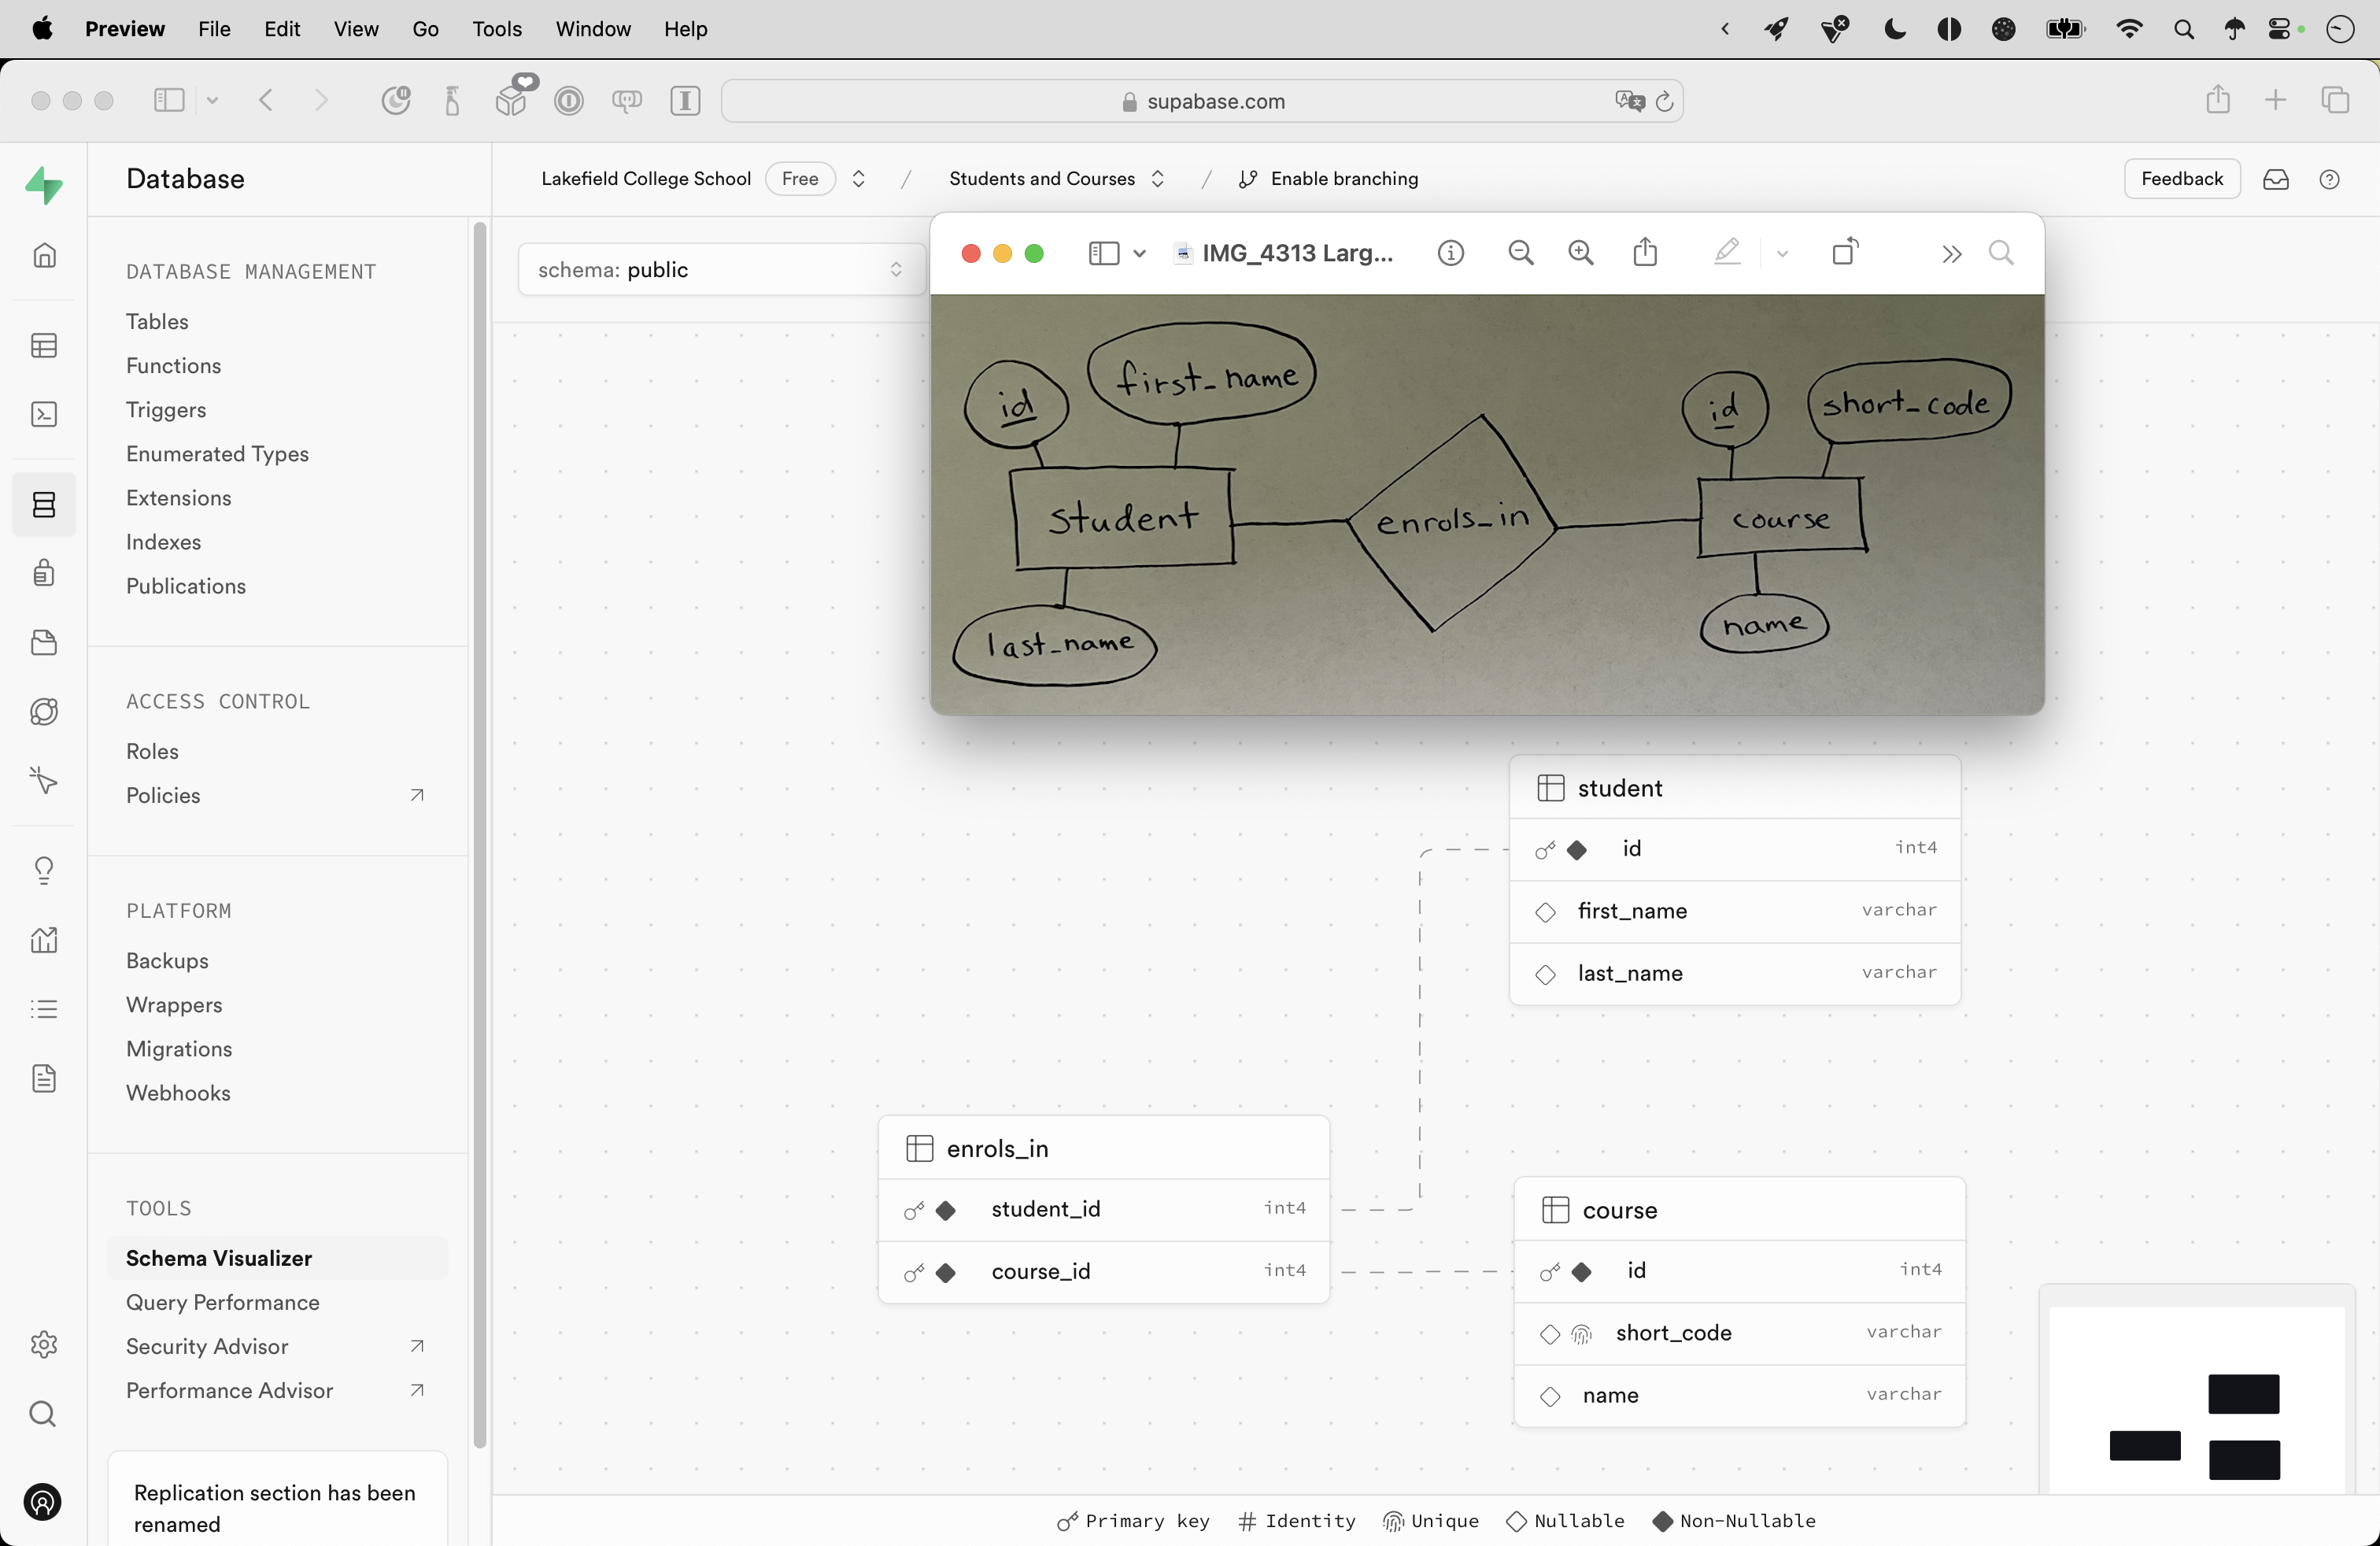 Preview File Edit View Go Tools Window Help
supabase.com
Database
Lakefield College School Free / Students and Courses / Enable branching
Feedback
DATABASE MANAGEMENT
Tables
Functions
Triggers
Enumerated Types
Extensions
Indexes
Publications
ACCESS CONTROL
Roles
Policies
PLATFORM
Backups
Wrappers
Migrations
Webhooks
TOOLS
Schema Visualizer
Query Performance
Security Advisor
Performance Advisor
Replication section has been
renamed
schema: public
IMG_4313 Larg...
id
first_name
student
last_name
enrols_in
id
short_code
course
name
student
id int4
first_name varchar
last_name varchar
enrols_in
student_id int4
course_id int4
course
id int4
short_code varchar
name varchar
Primary key # Identity Unique Nullable Non-Nullable